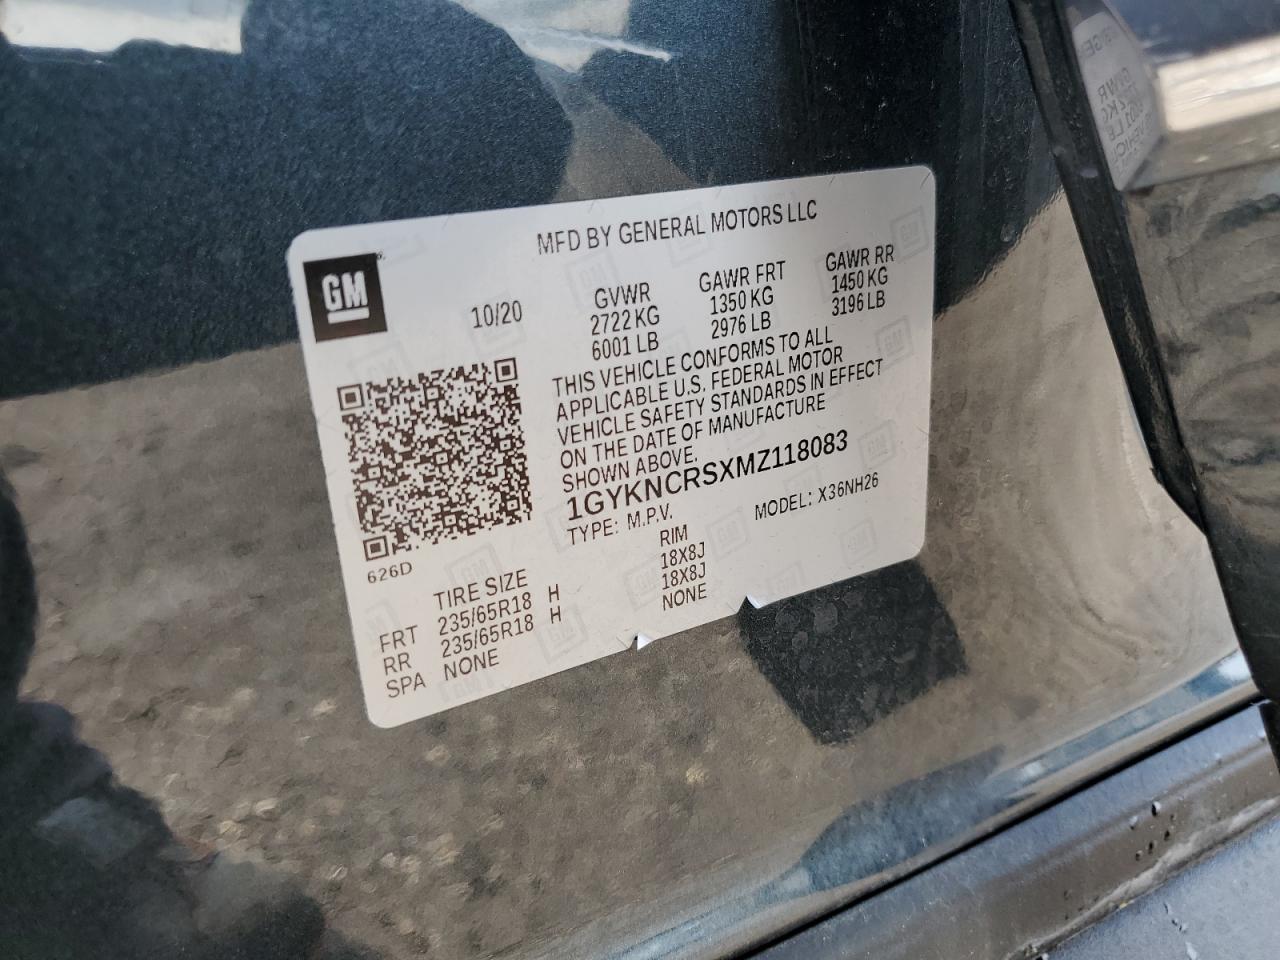 MFD BY GENERAL MOTORS LLC
GM
10/20
GVWR GAWR FRT GAWR RR
2722 KG 1350 KG 1450 KG
6001 LB 2976 LB 3196 LB
THIS VEHICLE CONFORMS TO ALL
APPLICABLE U.S. FEDERAL MOTOR
VEHICLE SAFETY STANDARDS IN EFFECT
ON THE DATE OF MANUFACTURE
SHOWN ABOVE.
1GYKNCRSXMZ118083
TYPE: M.P.V. MODEL: X36NH26
626D
TIRE SIZE RIM
FRT 235/65R18 H 18X8J
RR 235/65R18 H 18X8J
SPA NONE NONE